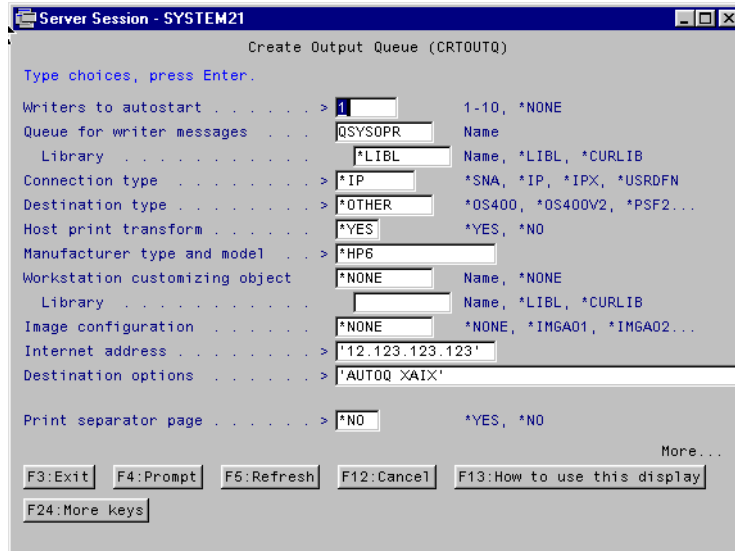 Server Session - SYSTEM21
Create Output Queue (CRTOUTQ)
Type choices, press Enter.
Writers to autostart . . . . . . > 1 1-10, *NONE
Queue for writer messages . . . QSYSOPR Name
Library . . . . . . . . . . . *LIBL Name, *LIBL, *CURLIB
Connection type . . . . . . . . > *IP *SNA, *IP, *IPX, *USRDFN
Destination type . . . . . . . . > *OTHER *OS400, *OS400V2, *PSF2...
Host print transform . . . . . . > *YES *YES, *NO
Manufacturer type and model . . > *HP6
Workstation customizing object *NONE Name, *NONE
Library . . . . . . . . . . . Name, *LIBL, *CURLIB
Image configuration . . . . . . *NONE *NONE, *IMGA01, *IMGA02...
Internet address . . . . . . . . > '12.123.123.123'
Destination options . . . . . . > 'AUTOQ XAIX'
Print separator page . . . . . . > *NO *YES, *NO
More...
F3:Exit F4:Prompt F5:Refresh F12:Cancel F13:How to use this display
F24:More keys